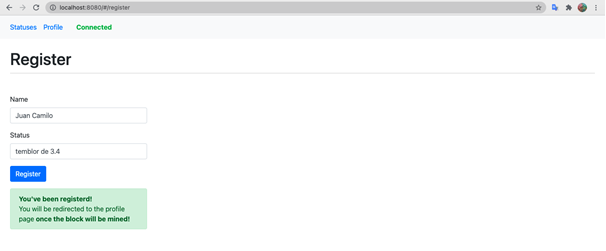 localhost:8080/#/register
Statuses Profile Connected
Register
Name
Juan Camilo
Status
temblor de 3.4
Register
You've been registerd!
You will be redirected to the profile
page once the block will be mined!